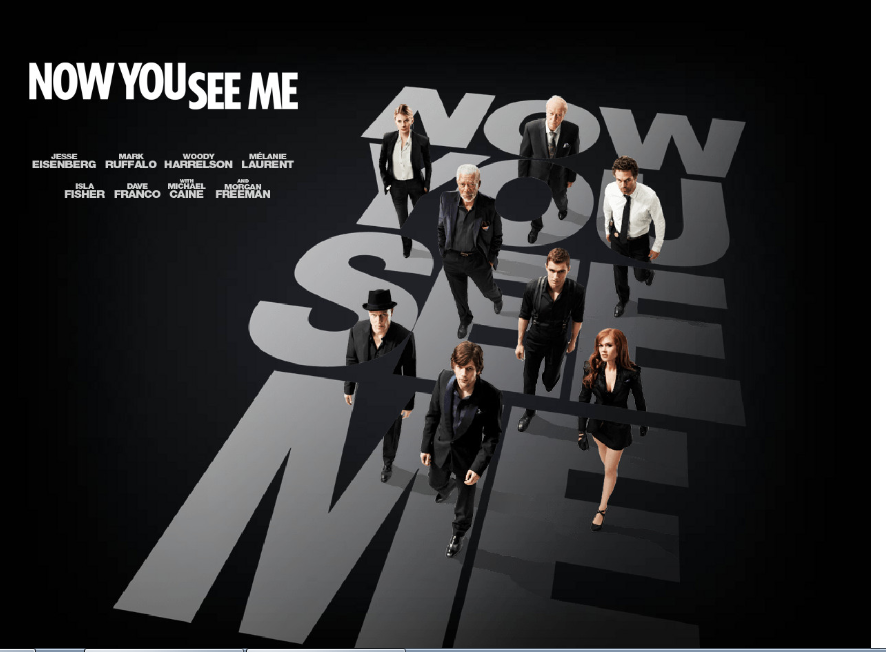 NOW YOU SEE ME
JESSE EISENBERG MARK RUFFALO WOODY HARRELSON MÉLANIE LAURENT
ISLA FISHER DAVE FRANCO WITH MICHAEL CAINE AND MORGAN FREEMAN
NOW
YOU
SEE
ME